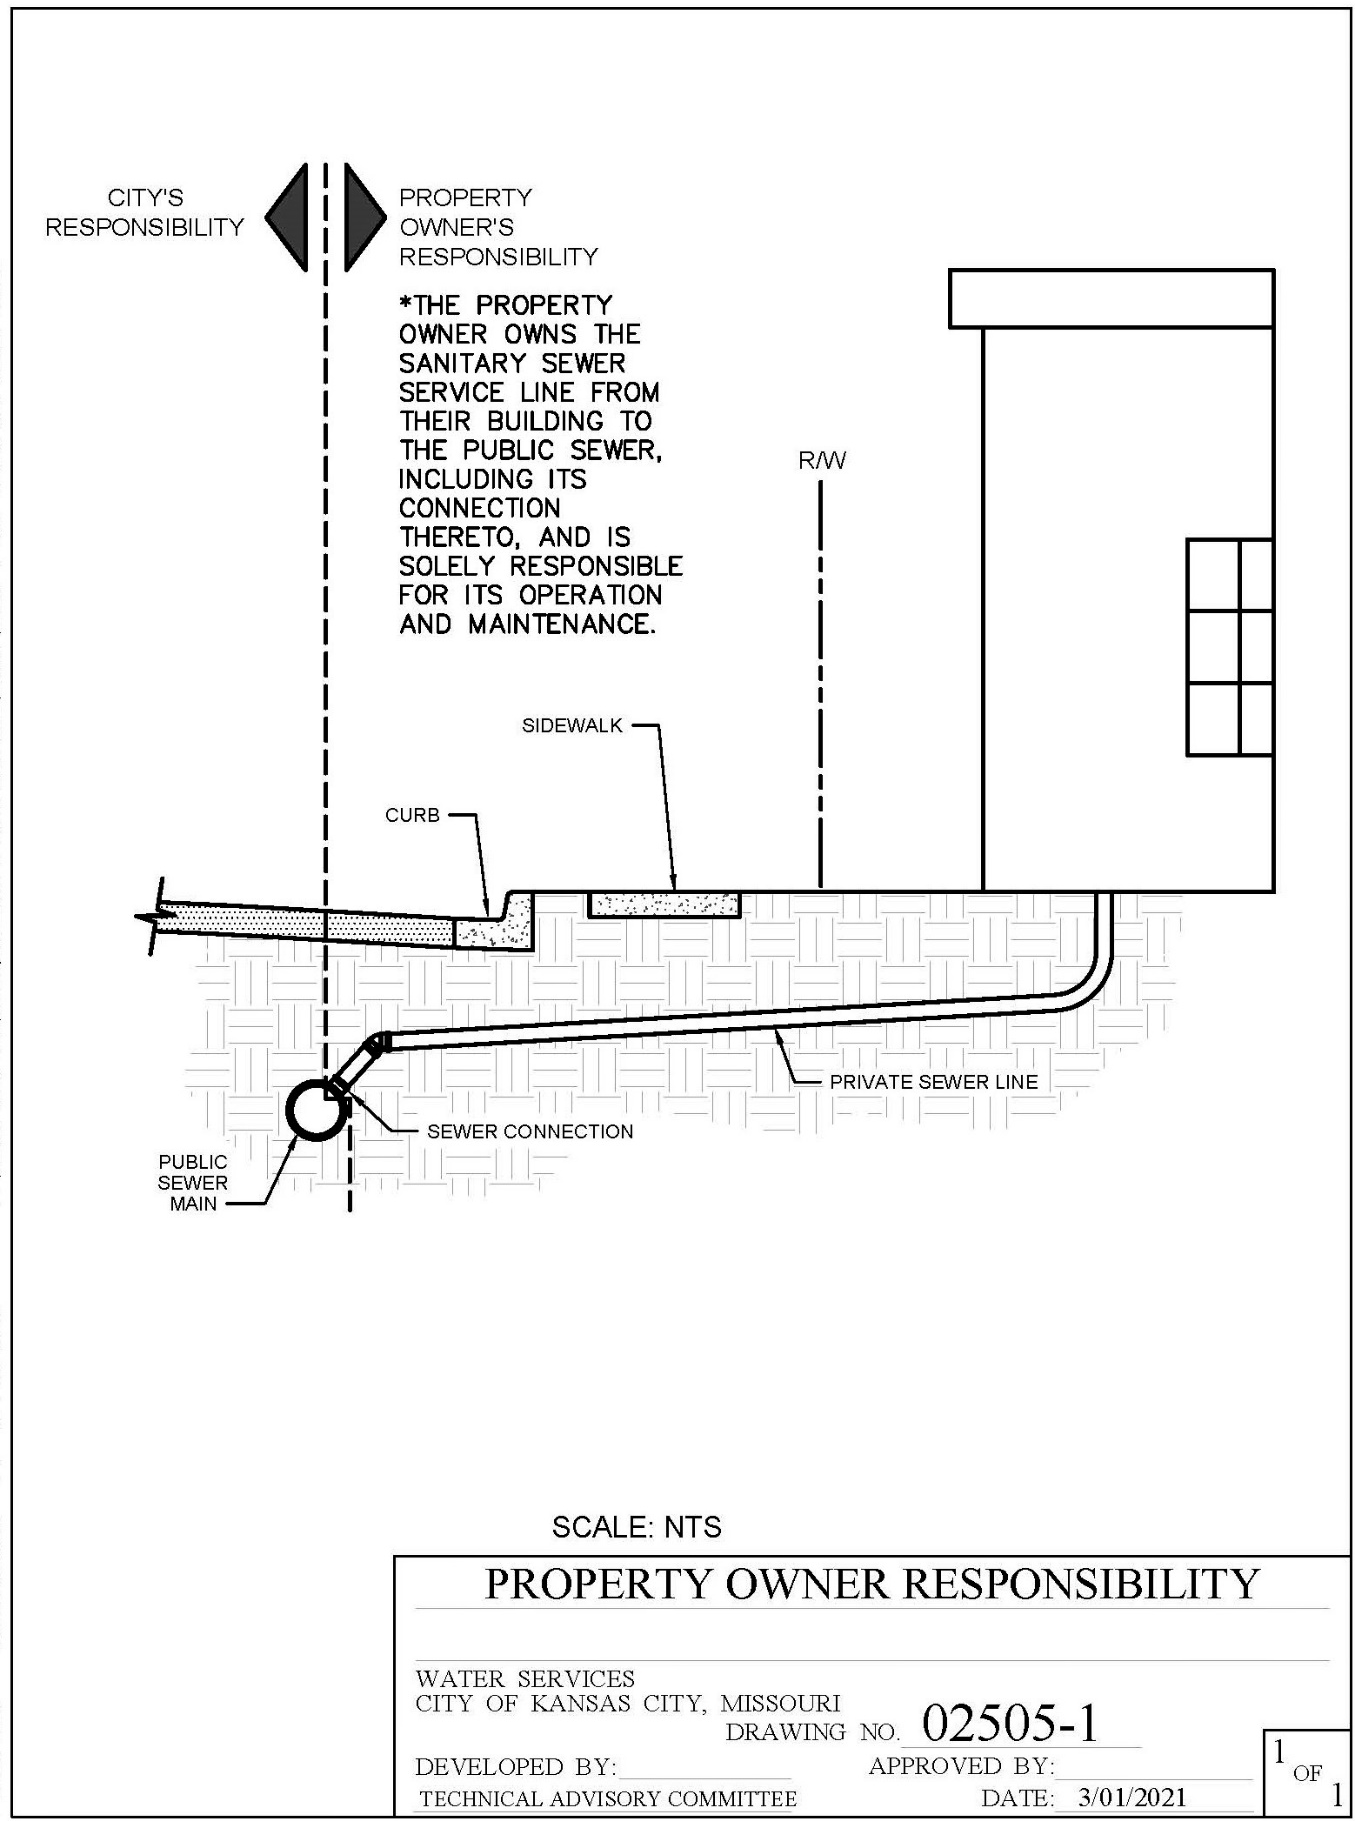 CITY'S
RESPONSIBILITY
PROPERTY
OWNER'S
RESPONSIBILITY
*THE PROPERTY
OWNER OWNS THE
SANITARY SEWER
SERVICE LINE FROM
THEIR BUILDING TO
THE PUBLIC SEWER,
INCLUDING ITS
CONNECTION
THERETO, AND IS
SOLELY RESPONSIBLE
FOR ITS OPERATION
AND MAINTENANCE.
R/W
SIDEWALK
CURB
PRIVATE SEWER LINE
SEWER CONNECTION
PUBLIC
SEWER
MAIN
SCALE: NTS
PROPERTY OWNER RESPONSIBILITY
WATER SERVICES
CITY OF KANSAS CITY, MISSOURI
DRAWING NO. 02505-1
DEVELOPED BY:
APPROVED BY:
TECHNICAL ADVISORY COMMITTEE
DATE: 3/01/2021
1 OF 1